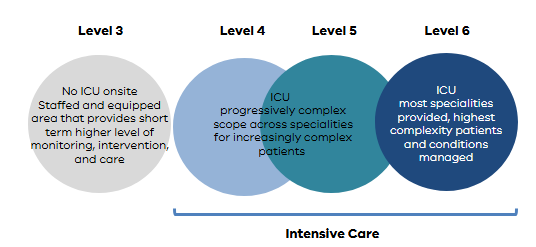 Level 3
Level 4
Level 5
Level 6
No ICU onsite
Staffed and equipped
area that provides short
term higher level of
monitoring, intervention,
and care
ICU
progressively complex
scope across specialities
for increasingly complex
patients
ICU
most specialities
provided, highest
complexity patients
and conditions
managed
Intensive Care